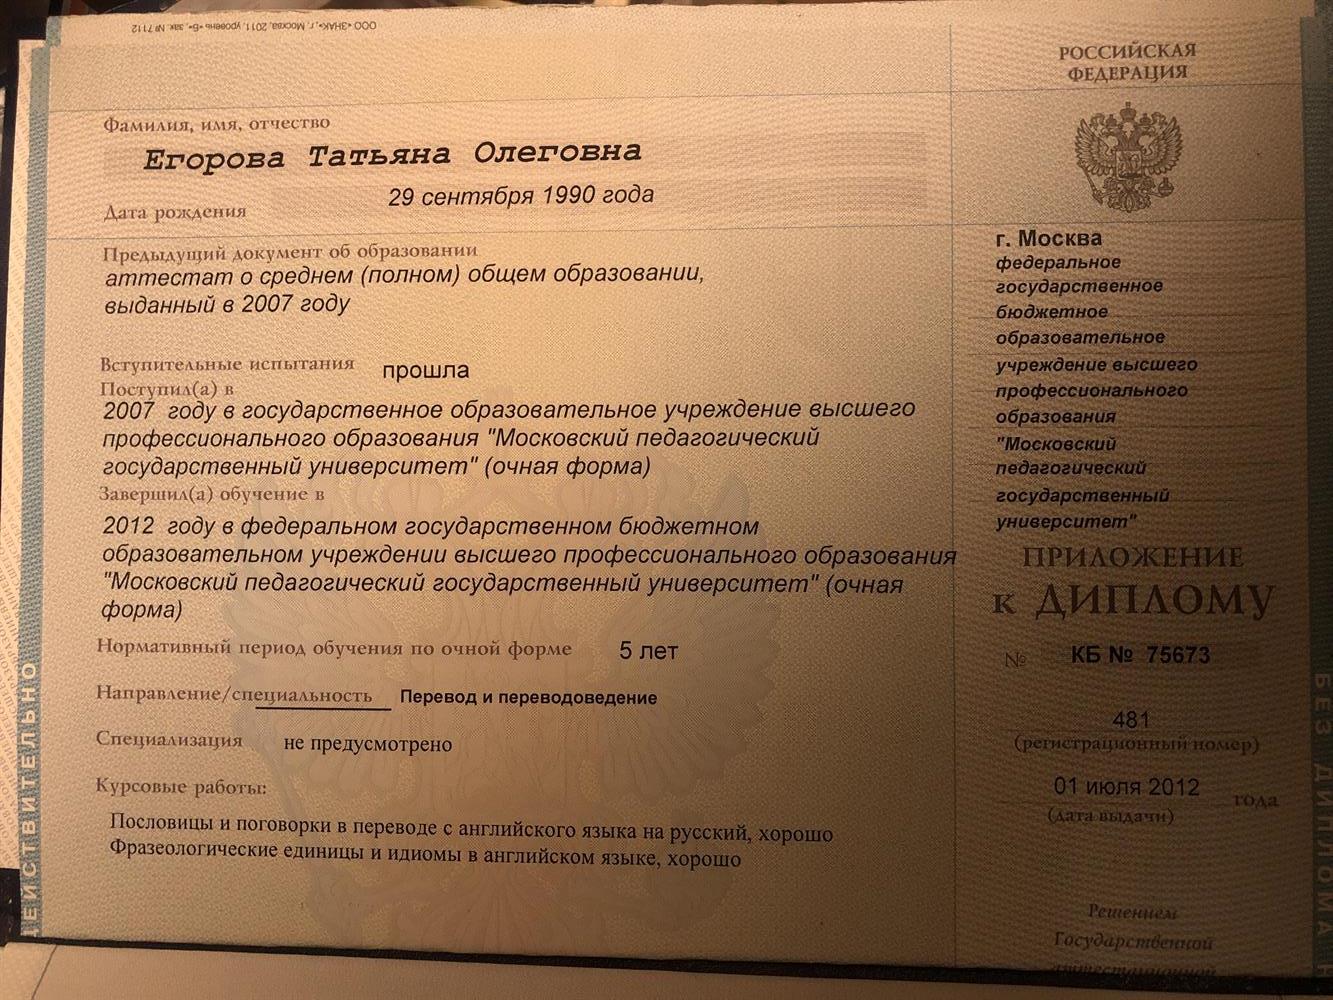 ООО «ЗНАК», г. Москва, 2011, уровень «Б», зак. № 7112
Фамилия, имя, отчество
Егорова Татьяна Олеговна
29 сентября 1990 года
Дата рождения
Предыдущий документ об образовании
аттестат о среднем (полном) общем образовании,
выданный в 2007 году
Вступительные испытания прошла
Поступил(а) в
2007 году в государственное образовательное учреждение высшего
профессионального образования "Московский педагогический
государственный университет" (очная форма)
Завершил(а) обучение в
2012 году в федеральном государственном бюджетном
образовательном учреждении высшего профессионального образования
"Московский педагогический государственный университет" (очная
форма)
Нормативный период обучения по очной форме 5 лет
Направление/специальность Перевод и переводоведение
Специализация не предусмотрено
Курсовые работы:
Пословицы и поговорки в переводе с английского языка на русский, хорошо
Фразеологические единицы и идиомы в английском языке, хорошо
РОССИЙСКАЯ
ФЕДЕРАЦИЯ
г. Москва
федеральное
государственное
бюджетное
образовательное
учреждение высшего
профессионального
образования
"Московский
педагогический
государственный
университет"
ПРИЛОЖЕНИЕ
к ДИПЛОМУ
№ КБ № 75673
481
(регистрационный номер)
01 июля 2012 года
(дата выдачи)
Решением
Государственной
аттестационной
ДЕЙСТВИТЕЛЬНО
БЕЗ ДИПЛОМА Н